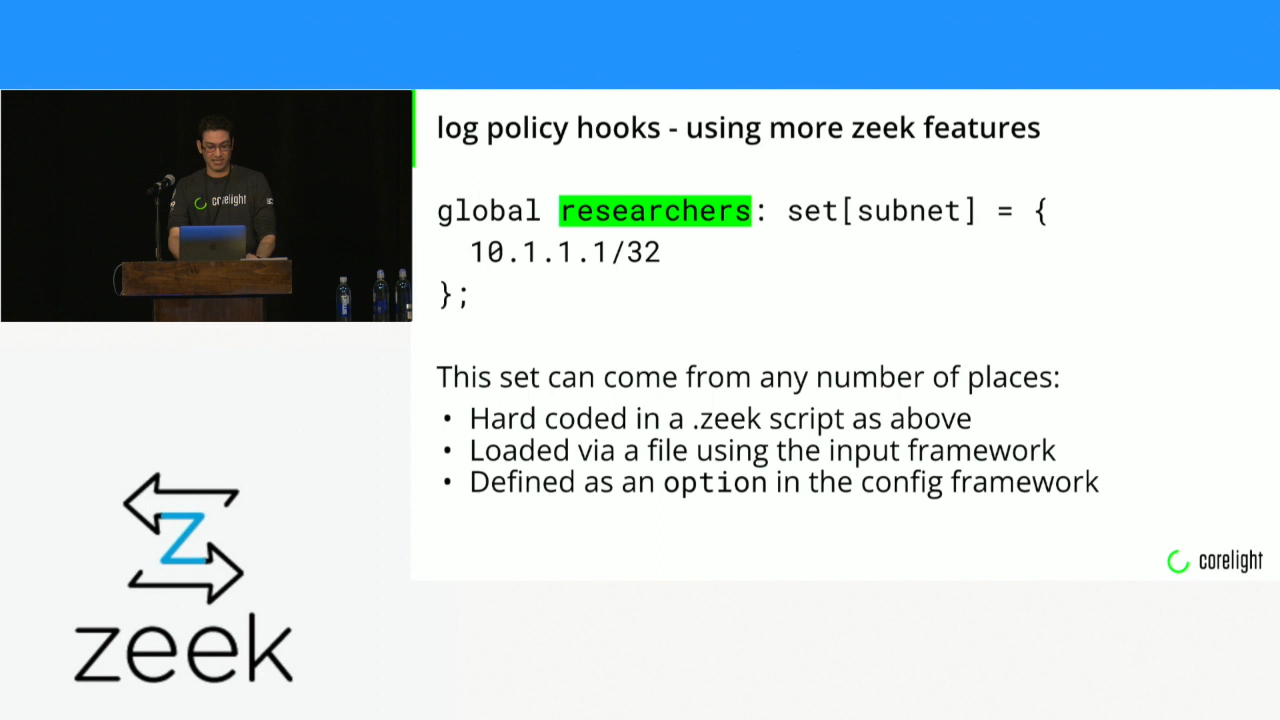 log policy hooks - using more zeek features
global researchers: set[subnet] = {
10.1.1.1/32
};
This set can come from any number of places:
• Hard coded in a .zeek script as above
• Loaded via a file using the input framework
• Defined as an option in the config framework
corelight
corelight
zeek